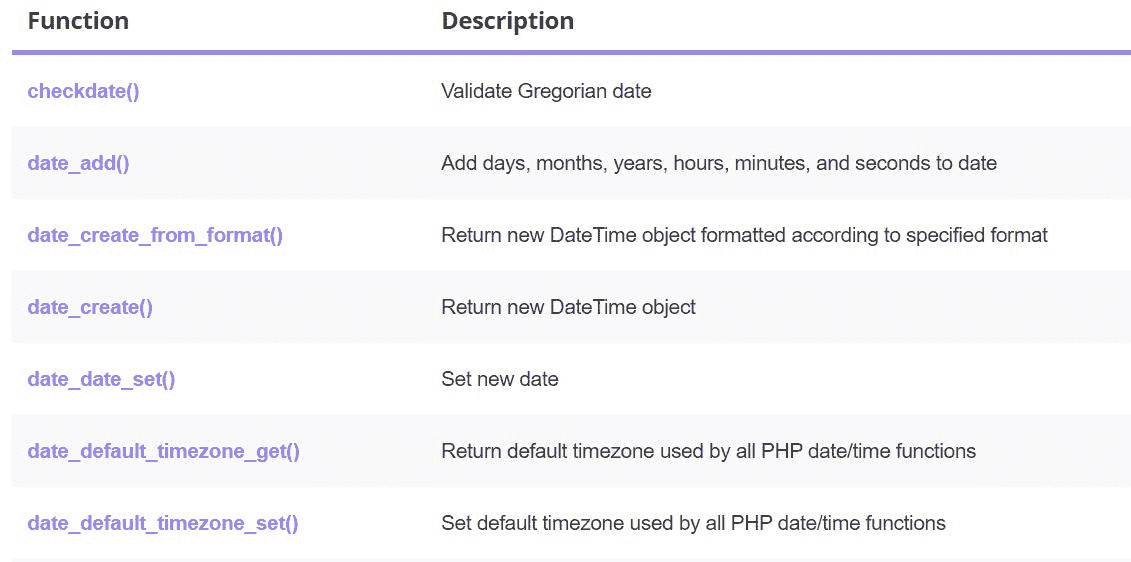 Function Description
checkdate() Validate Gregorian date
date_add() Add days, months, years, hours, minutes, and seconds to date
date_create_from_format() Return new DateTime object formatted according to specified format
date_create() Return new DateTime object
date_date_set() Set new date
date_default_timezone_get() Return default timezone used by all PHP date/time functions
date_default_timezone_set() Set default timezone used by all PHP date/time functions